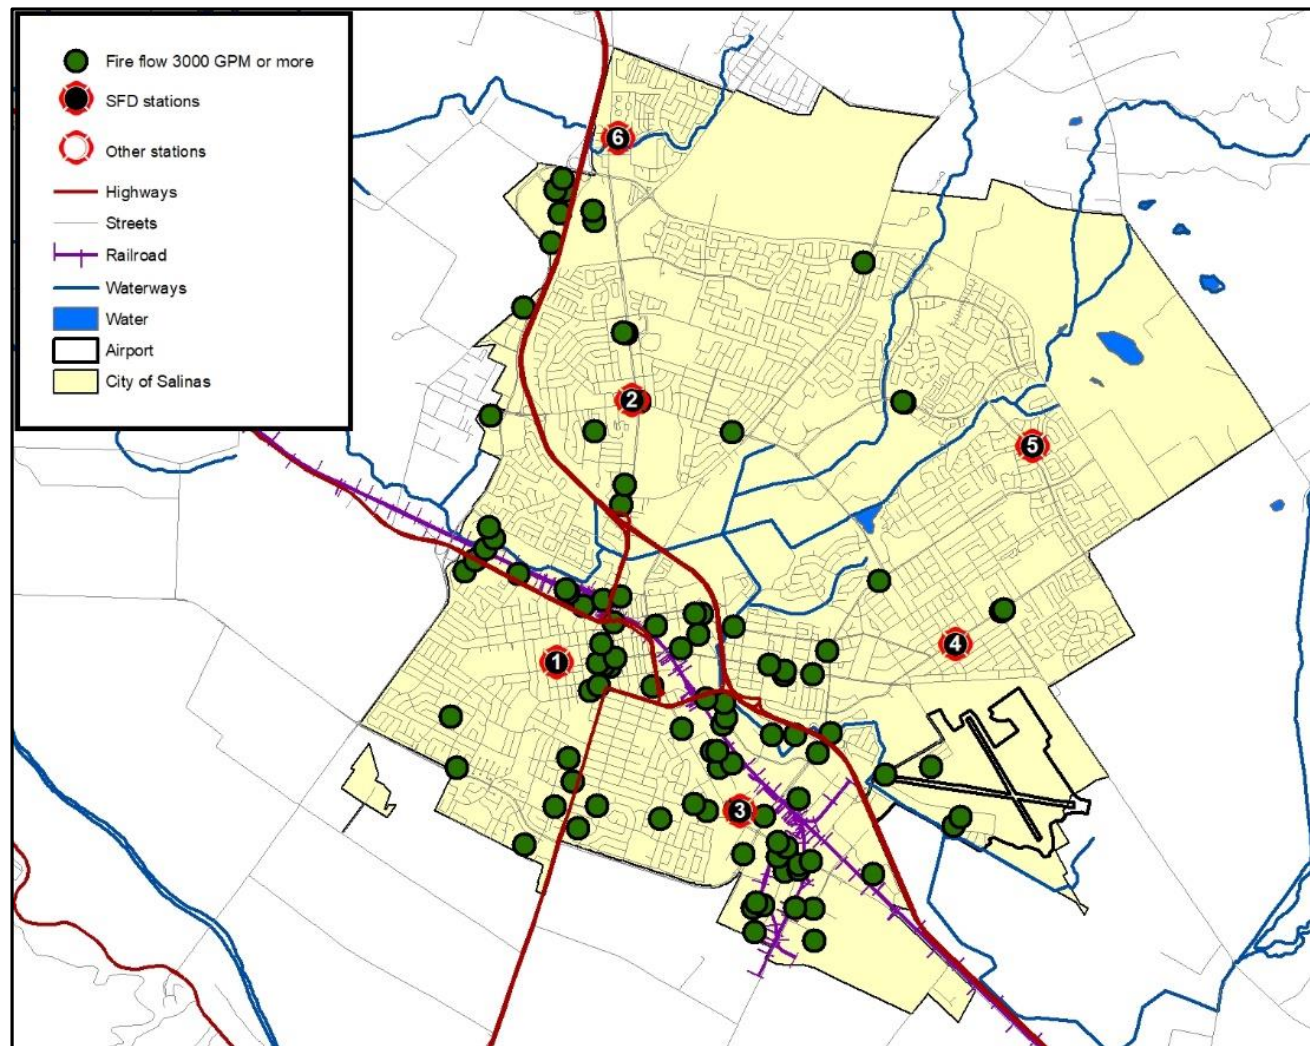 Fire flow 3000 GPM or more
SFD stations
Other stations
Highways
Streets
Railroad
Waterways
Water
Airport
City of Salinas
6
2
5
4
1
3